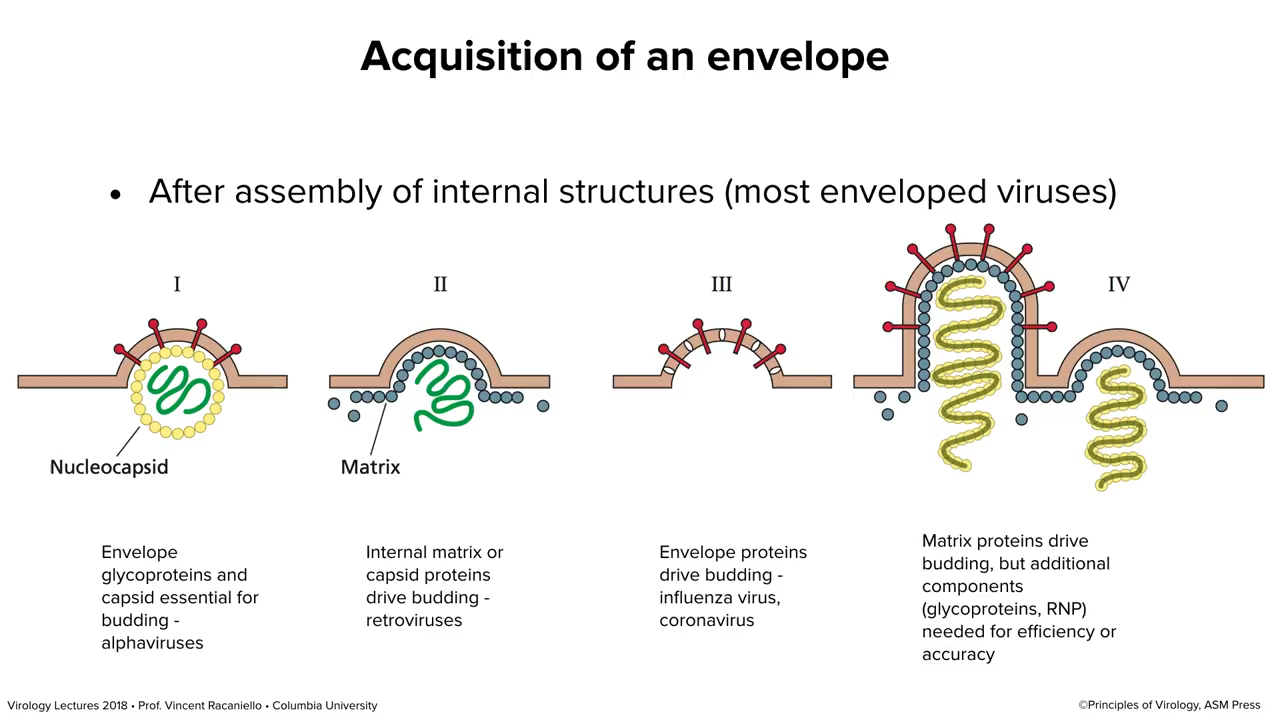 Acquisition of an envelope
• After assembly of internal structures (most enveloped viruses)
I
II
III
IV
Nucleocapsid
Matrix
Envelope
glycoproteins and
capsid essential for
budding -
alphaviruses
Internal matrix or
capsid proteins
drive budding -
retroviruses
Envelope proteins
drive budding -
influenza virus,
coronavirus
Matrix proteins drive
budding, but additional
components
(glycoproteins, RNP)
needed for efficiency or
accuracy
Virology Lectures 2018 • Prof. Vincent Racaniello • Columbia University
©Principles of Virology, ASM Press